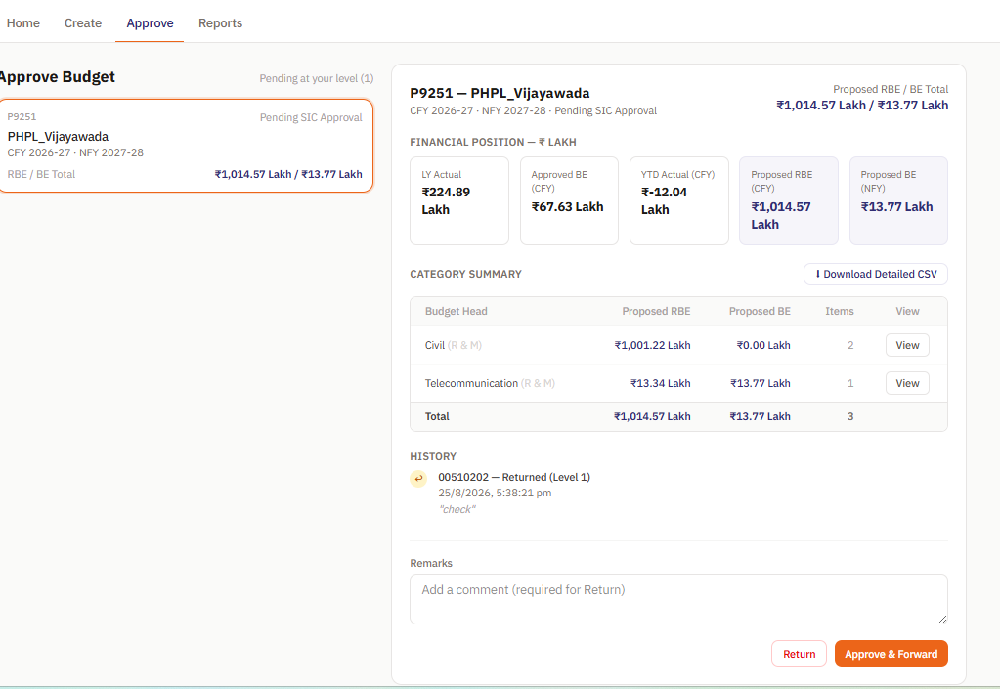 Home Create Approve Reports
Approve Budget
Pending at your level (1)
P9251
Pending SIC Approval
PHPL_Vijayawada
CFY 2026-27 · NFY 2027-28
RBE / BE Total
₹1,014.57 Lakh / ₹13.77 Lakh
P9251 — PHPL_Vijayawada
CFY 2026-27 · NFY 2027-28 · Pending SIC Approval
Proposed RBE / BE Total
₹1,014.57 Lakh / ₹13.77 Lakh
FINANCIAL POSITION — ₹ LAKH
LY Actual
₹224.89
Lakh
Approved BE
(CFY)
₹67.63 Lakh
YTD Actual (CFY)
₹-12.04
Lakh
Proposed RBE
(CFY)
₹1,014.57
Lakh
Proposed BE
(NFY)
₹13.77 Lakh
CATEGORY SUMMARY
⬇ Download Detailed CSV
Budget Head Proposed RBE Proposed BE Items View
Civil (R & M) ₹1,001.22 Lakh ₹0.00 Lakh 2 View
Telecommunication (R & M) ₹13.34 Lakh ₹13.77 Lakh 1 View
Total ₹1,014.57 Lakh ₹13.77 Lakh 3
HISTORY
00510202 — Returned (Level 1)
25/8/2026, 5:38:21 pm
"check"
Remarks
Add a comment (required for Return)
Return Approve & Forward